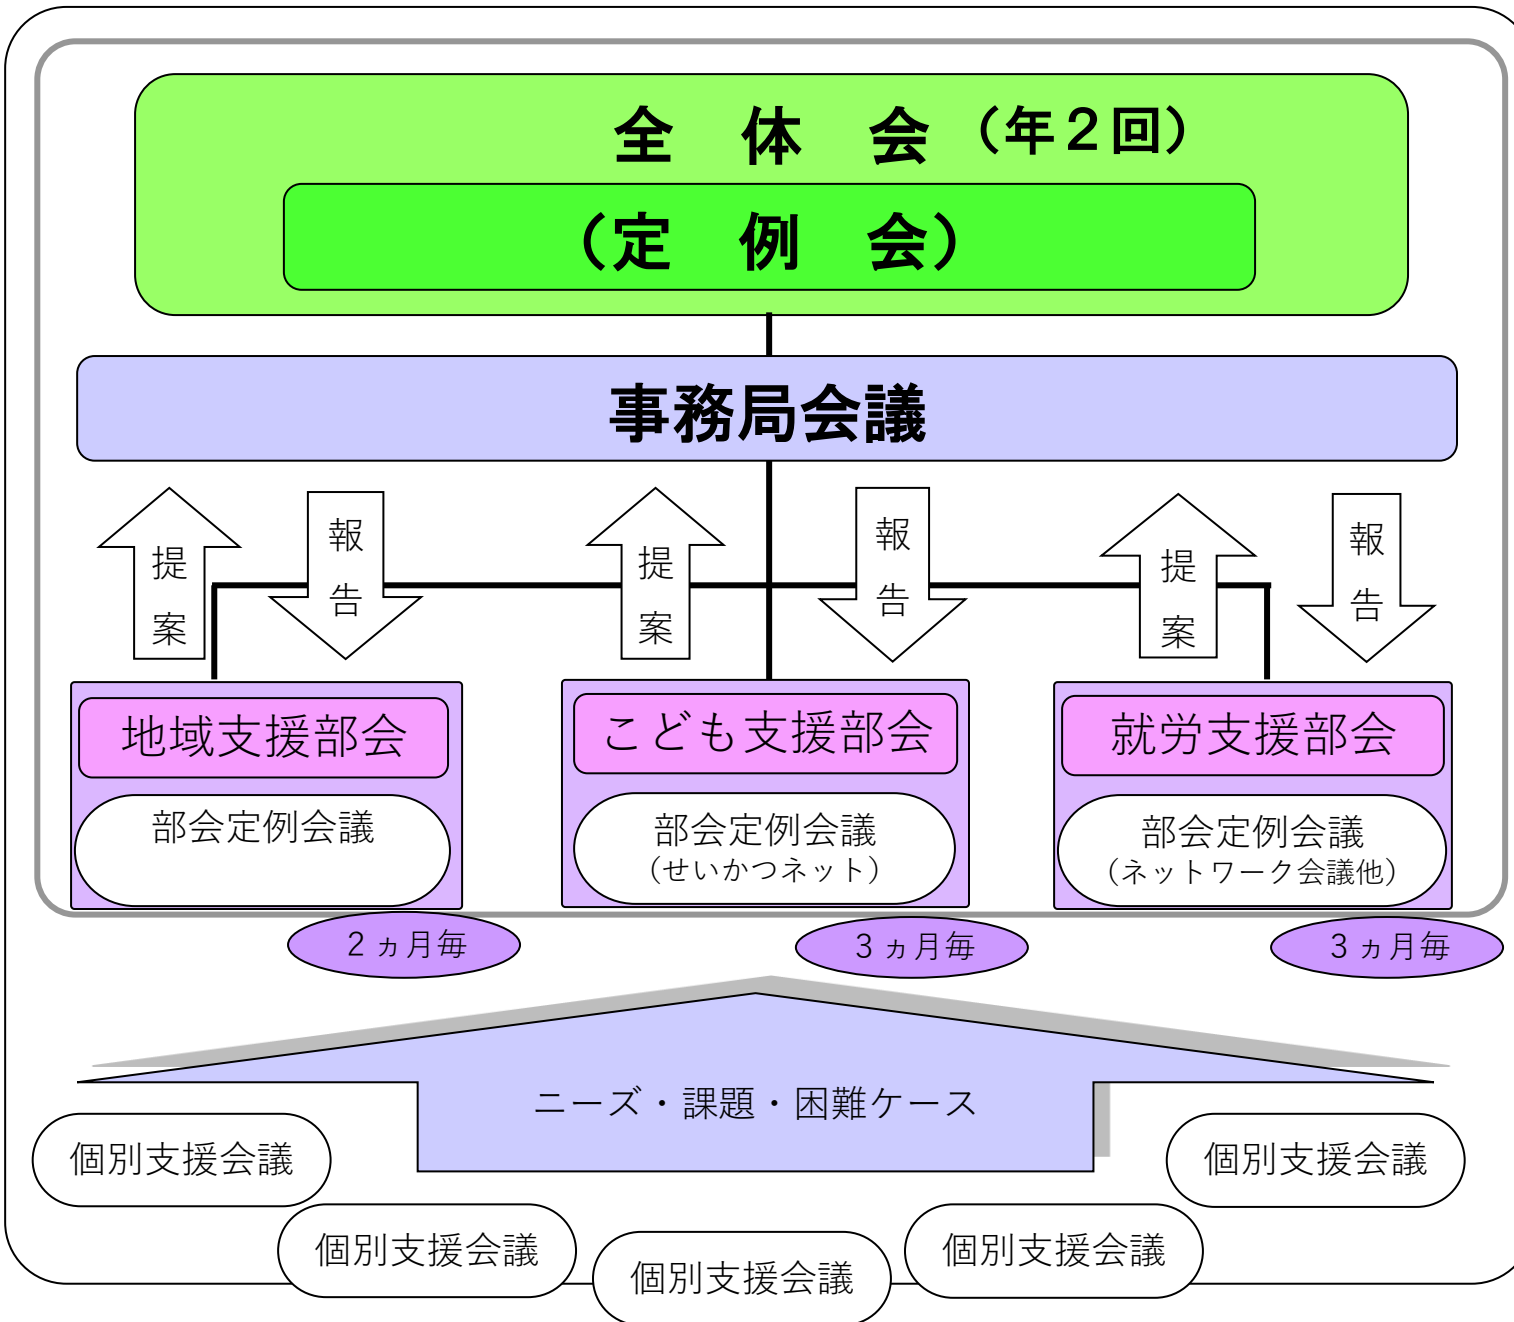 全　体　会（年２回）
（定　例　会）
事務局会議
提案
報告
提案
報告
提案
報告
地域支援部会
部会定例会議
こども支援部会
部会定例会議
（せいかつネット）
就労支援部会
部会定例会議
（ネットワーク会議他）
2ヵ月毎
3ヵ月毎
3ヵ月毎
ニーズ・課題・困難ケース
個別支援会議
個別支援会議
個別支援会議
個別支援会議
個別支援会議